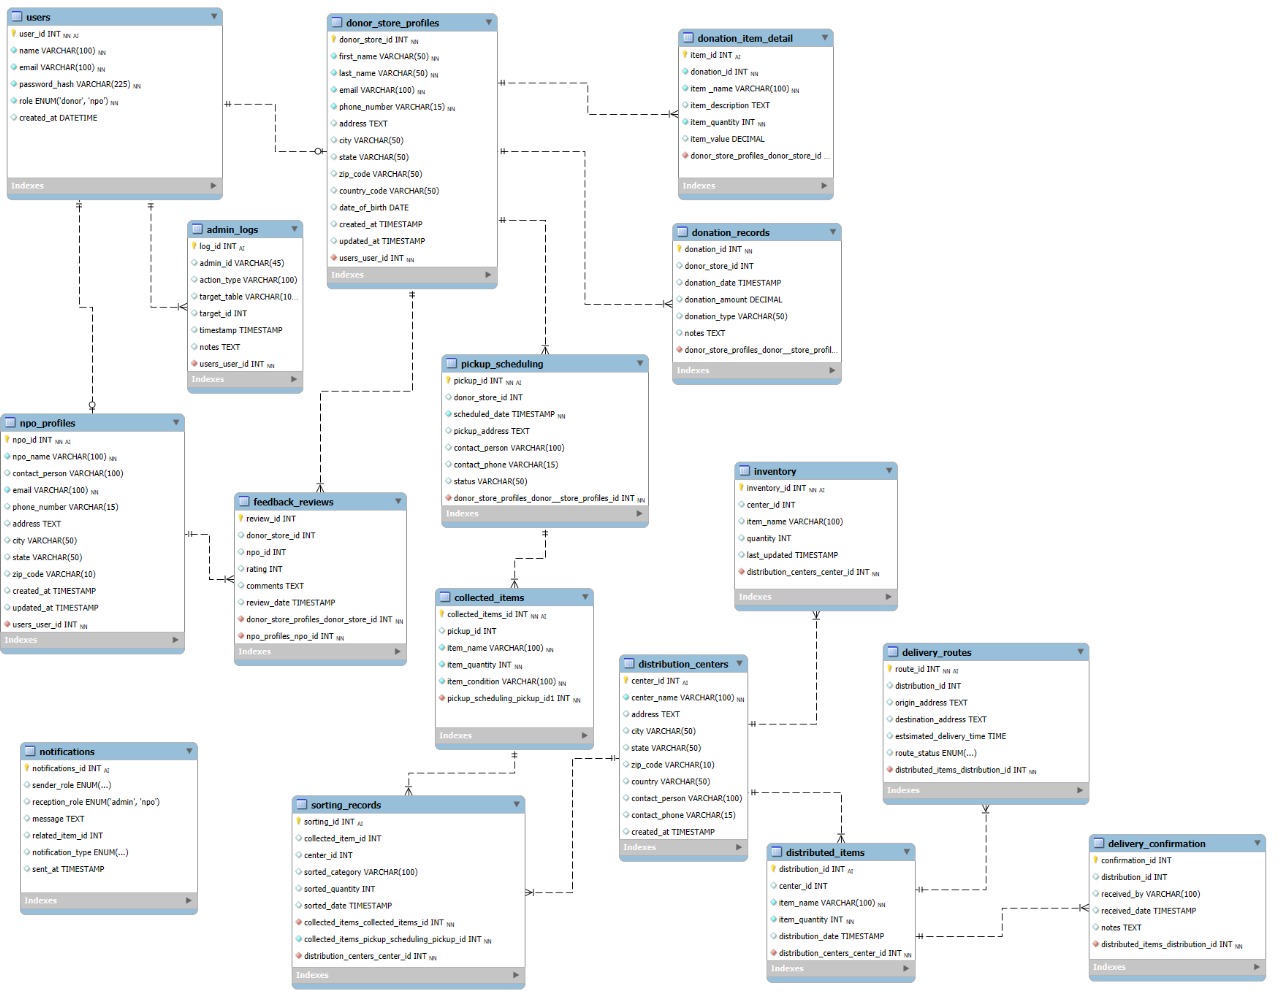 users
user_id INT NN AI
name VARCHAR(100) NN
email VARCHAR(100) NN
password_hash VARCHAR(225) NN
role ENUM('donor', 'npo') NN
created_at DATETIME
Indexes
donor_store_profiles
donor_store_id INT NN
first_name VARCHAR(50) NN
last_name VARCHAR(50) NN
email VARCHAR(100) NN
phone_number VARCHAR(15) NN
address TEXT
city VARCHAR(50)
state VARCHAR(50)
zip_code VARCHAR(50)
country_code VARCHAR(50)
date_of_birth DATE
created_at TIMESTAMP
updated_at TIMESTAMP
users_user_id INT NN
Indexes
donation_item_detail
item_id INT AI
donation_id INT NN
item _name VARCHAR(100) NN
item_description TEXT
item_quantity INT NN
item_value DECIMAL
donor_store_profiles_donor_store_id ...
Indexes
admin_logs
log_id INT AI
admin_id VARCHAR(45)
action_type VARCHAR(100)
target_table VARCHAR(10...
target_id INT
timestamp TIMESTAMP
notes TEXT
users_user_id INT NN
Indexes
donation_records
donation_id INT NN
donor_store_id INT
donation_date TIMESTAMP
donation_amount DECIMAL
donation_type VARCHAR(50)
notes TEXT
donor_store_profiles_donor__store_profil...
Indexes
pickup_scheduling
pickup_id INT NN AI
donor_store_id INT
scheduled_date TIMESTAMP NN
pickup_address TEXT
contact_person VARCHAR(100)
contact_phone VARCHAR(15)
status VARCHAR(50)
donor_store_profiles_donor__store_profiles_id INT NN
Indexes
npo_profiles
npo_id INT NN AI
npo_name VARCHAR(100) NN
contact_person VARCHAR(100)
email VARCHAR(100) NN
phone_number VARCHAR(15)
address TEXT
city VARCHAR(50)
state VARCHAR(50)
zip_code VARCHAR(10)
created_at TIMESTAMP
updated_at TIMESTAMP
users_user_id INT NN
Indexes
feedback_reviews
review_id INT
donor_store_id INT
npo_id INT
rating INT
comments TEXT
review_date TIMESTAMP
donor_store_profiles_donor_store_id INT NN
npo_profiles_npo_id INT NN
Indexes
inventory
inventory_id INT NN AI
center_id INT
item_name VARCHAR(100)
quantity INT
last_updated TIMESTAMP
distribution_centers_center_id INT NN
Indexes
collected_items
collected_items_id INT NN AI
pickup_id INT
item_name VARCHAR(100) NN
item_quantity INT NN
item_condition VARCHAR(100) NN
pickup_scheduling_pickup_id1 INT NN
Indexes
distribution_centers
center_id INT AI
center_name VARCHAR(100) NN
address TEXT
city VARCHAR(50)
state VARCHAR(50)
zip_code VARCHAR(10)
country VARCHAR(50)
contact_person VARCHAR(100)
contact_phone VARCHAR(15)
created_at TIMESTAMP
Indexes
delivery_routes
route_id INT NN AI
distribution_id INT
origin_address TEXT
destination_address TEXT
estsimated_delivery_time TIME
route_status ENUM(...)
distributed_items_distribution_id INT NN
Indexes
notifications
notifications_id INT AI
sender_role ENUM(...)
reception_role ENUM('admin', 'npo')
message TEXT
related_item_id INT
notification_type ENUM(...)
sent_at TIMESTAMP
Indexes
sorting_records
sorting_id INT AI
collected_item_id INT
center_id INT
sorted_category VARCHAR(100)
sorted_quantity INT
sorted_date TIMESTAMP
collected_items_collected_items_id INT NN
collected_items_pickup_scheduling_pickup_id INT NN
distribution_centers_center_id INT NN
Indexes
distributed_items
distribution_id INT AI
center_id INT
item_name VARCHAR(100) NN
item_quantity INT NN
distribution_date TIMESTAMP
distribution_centers_center_id INT NN
Indexes
delivery_confirmation
confirmation_id INT
distribution_id INT
received_by VARCHAR(100)
received_date TIMESTAMP
notes TEXT
distributed_items_distribution_id INT NN
Indexes